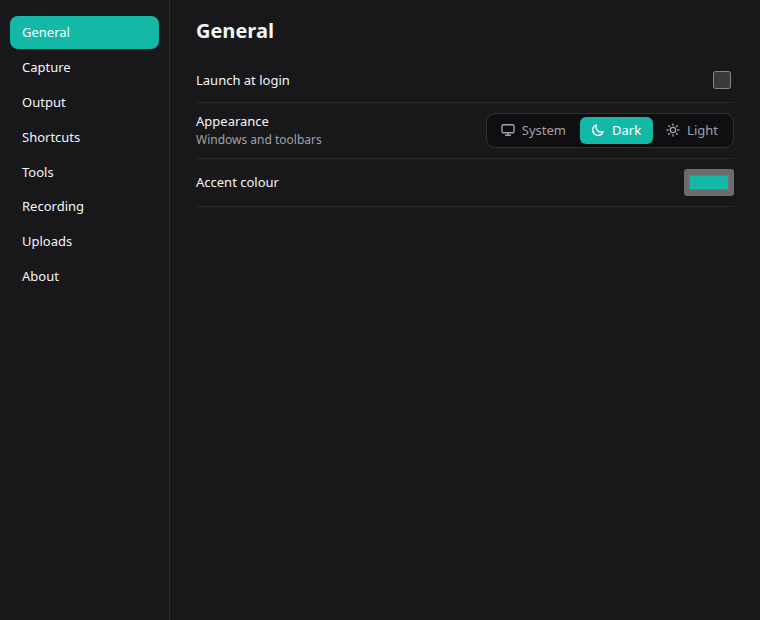 General
Capture
Output
Shortcuts
Tools
Recording
Uploads
About
General
Launch at login
Appearance
Windows and toolbars
System Dark Light
Accent colour